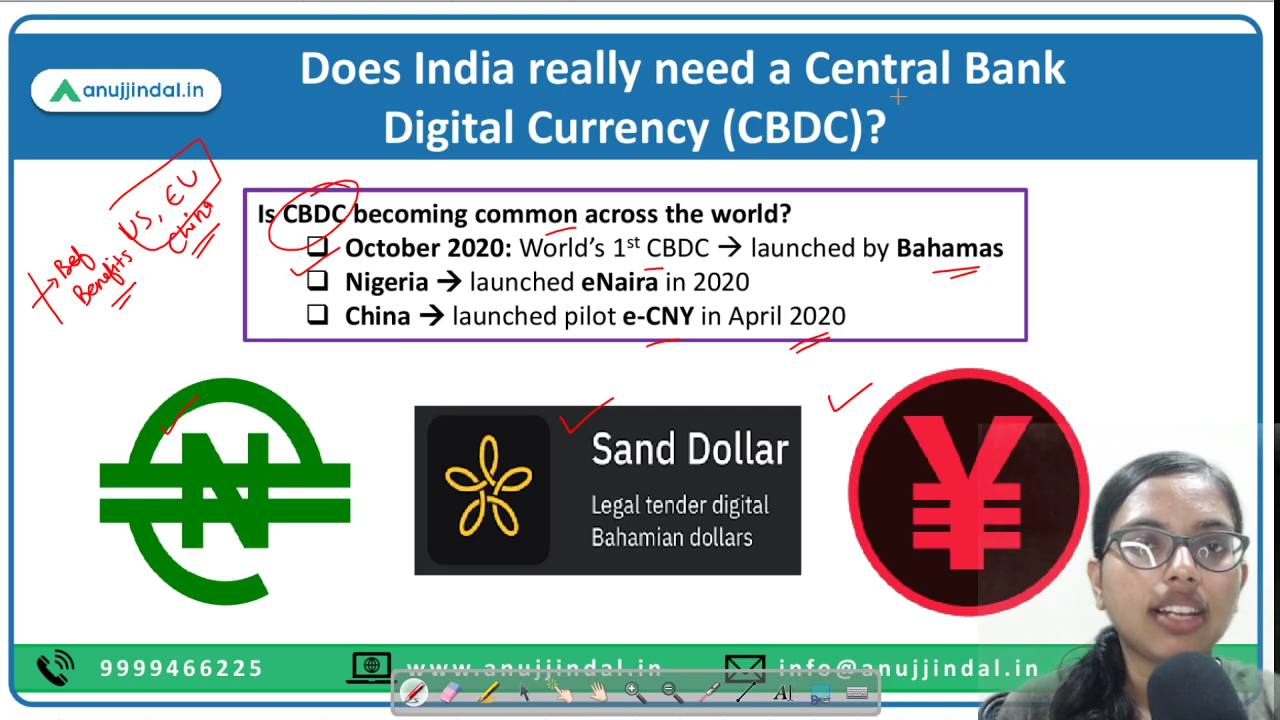 Does India really need a Central Bank
Digital Currency (CBDC)?
anujjindal.in
Is CBDC becoming common across the world?
October 2020: World's 1st CBDC → launched by Bahamas
Nigeria → launched eNaira in 2020
China → launched pilot e-CNY in April 2020
US, EU
China
Bef
Benefits
Sand Dollar
Legal tender digital
Bahamian dollars
9999466225
www.anujjindal.in
info@anujjindal.in
A